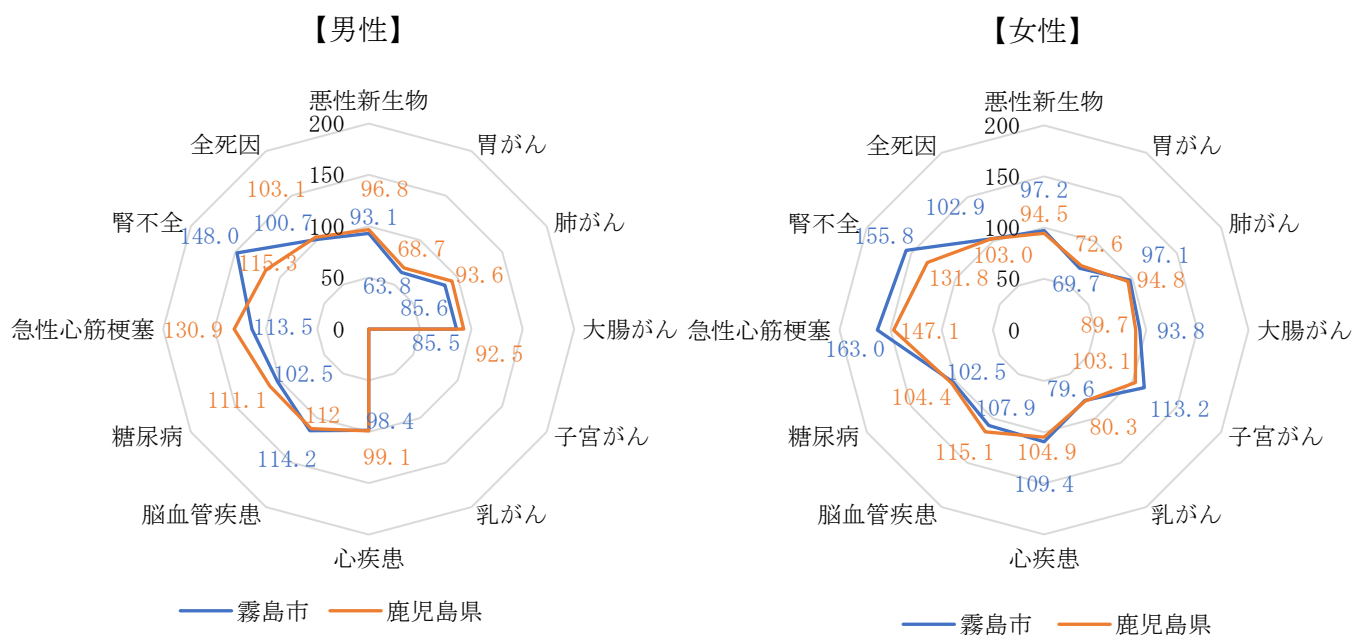 【男性】
悪性新生物
胃がん
肺がん
大腸がん
子宮がん
乳がん
心疾患
脳血管疾患
糖尿病
急性心筋梗塞
腎不全
全死因
200
150
100
50
0
93.1
63.8
85.6
85.5
98.4
114.2
102.5
113.5
148.0
100.7
96.8
68.7
93.6
92.5
99.1
112
111.1
130.9
115.3
103.1
霧島市
鹿児島県
【女性】
悪性新生物
胃がん
肺がん
大腸がん
子宮がん
乳がん
心疾患
脳血管疾患
糖尿病
急性心筋梗塞
腎不全
全死因
200
150
100
50
0
97.2
69.7
97.1
93.8
113.2
79.6
109.4
107.9
102.5
163.0
155.8
102.9
94.5
72.6
94.8
89.7
103.1
80.3
104.9
115.1
104.4
147.1
131.8
103.0
霧島市
鹿児島県